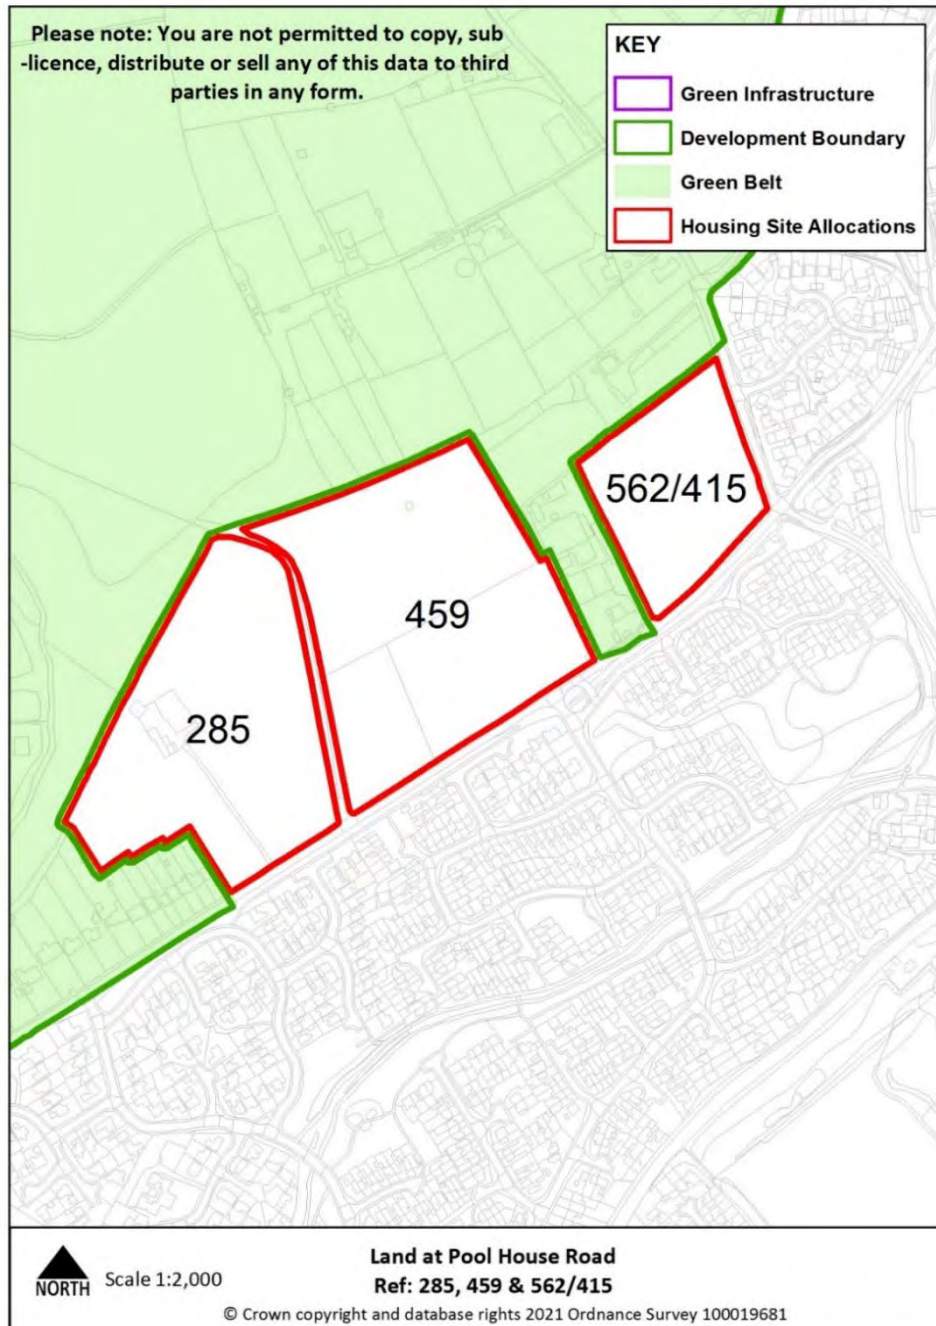 Please note: You are not permitted to copy, sub
-licence, distribute or sell any of this data to third
parties in any form.
KEY
Green Infrastructure
Development Boundary
Green Belt
Housing Site Allocations
562/415
459
285
NORTH
Scale 1:2,000
Land at Pool House Road
Ref: 285, 459 & 562/415
© Crown copyright and database rights 2021 Ordnance Survey 100019681